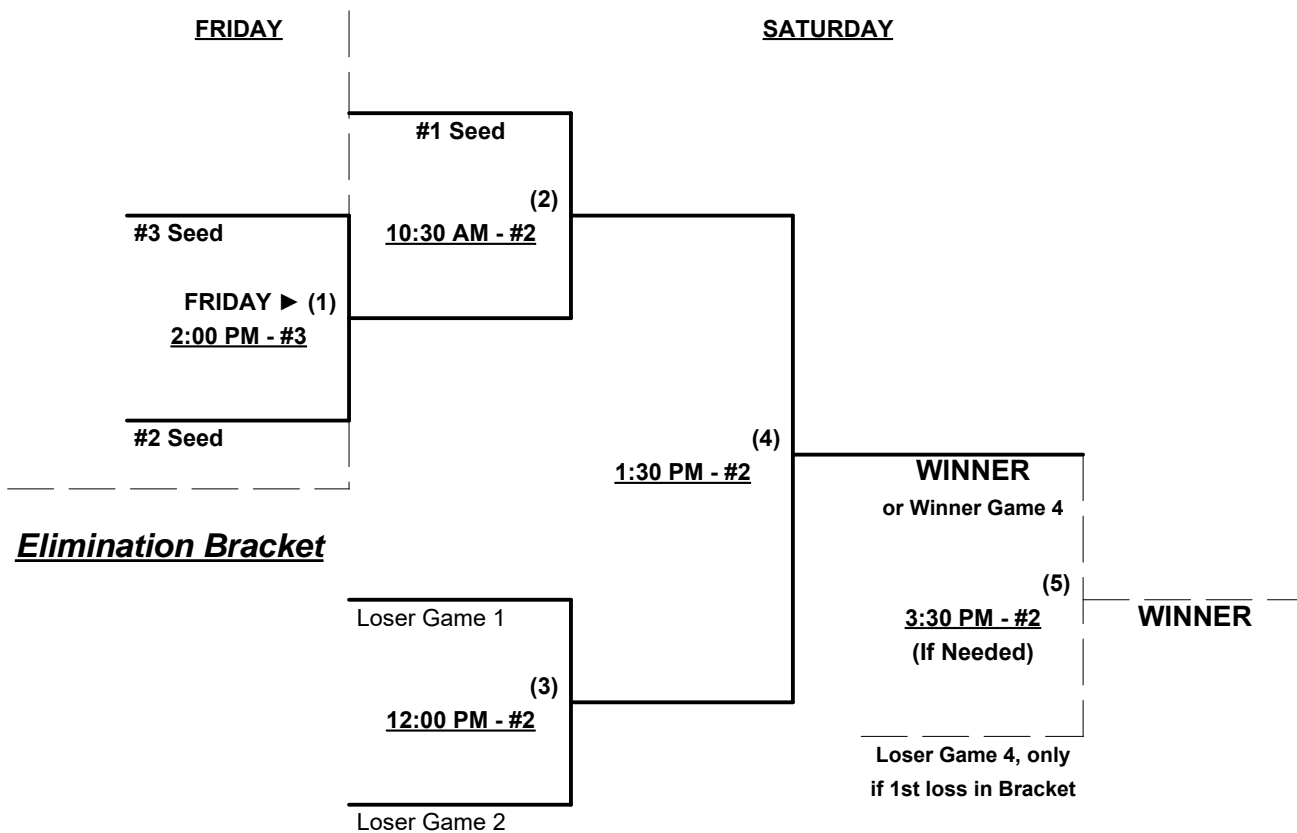 FRIDAY
SATURDAY
#1 Seed
(2)
10:30 AM - #2
#3 Seed
FRIDAY ► (1)
2:00 PM - #3
#2 Seed
(4)
1:30 PM - #2
WINNER
or Winner Game 4
Elimination Bracket
Loser Game 1
(5)
3:30 PM - #2
(If Needed)
WINNER
(3)
12:00 PM - #2
Loser Game 4, only
if 1st loss in Bracket
Loser Game 2